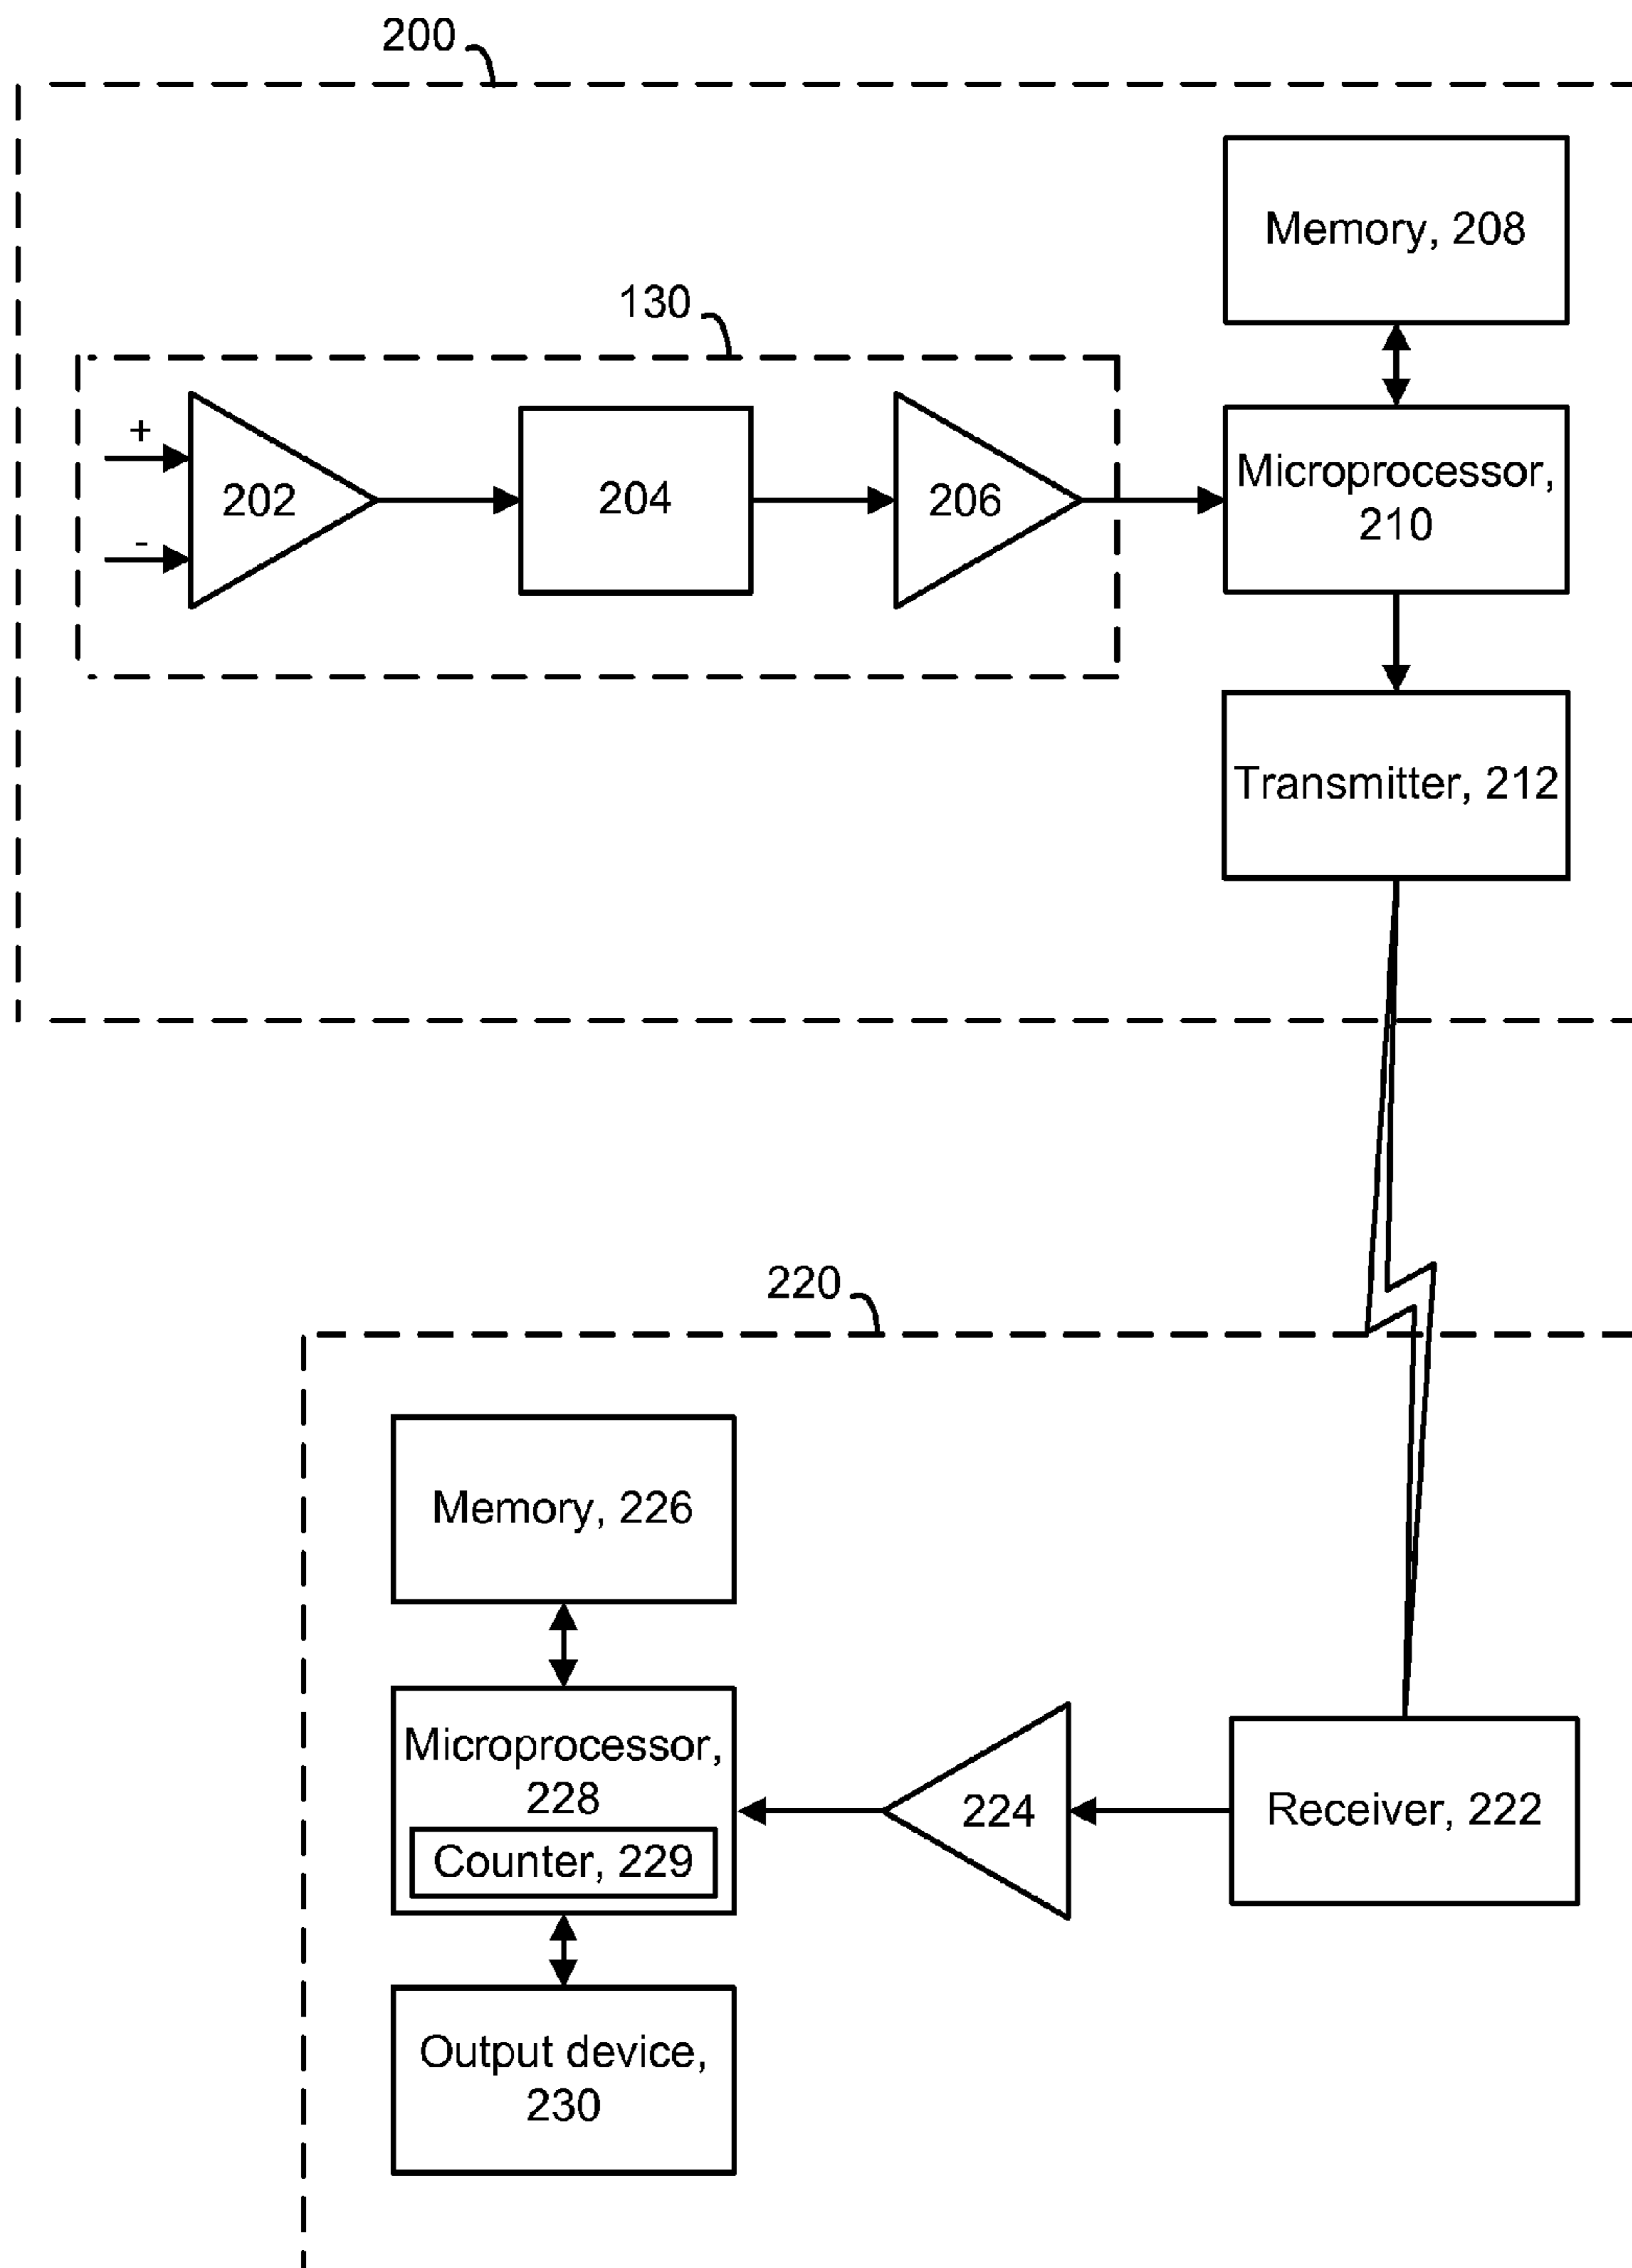 200
Memory, 208
130
+
-
202
204
206
Microprocessor,
210
Transmitter, 212
220
Memory, 226
Microprocessor,
228
Counter, 229
224
Receiver, 222
Output device,
230